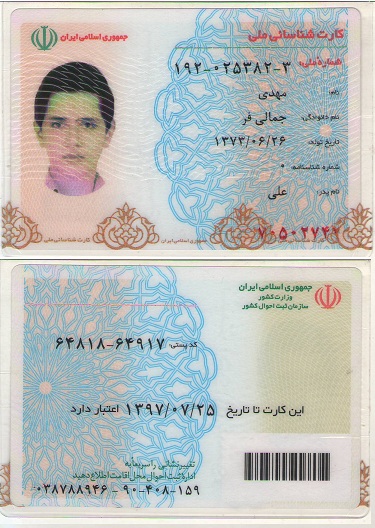 کارت شناسائی ملی
جمهوری اسلامی ایران
شماره ملی: ۱۹۲-۰۲۵۳۸۲-۳
نام: مهدی
نام خانوادگی: جمالی فر
تاریخ تولد: ۱۳۷۳/۰۶/۲۶
شماره شناسنامه: ۰
نام پدر: علی
۷۰۵۰۲۷۴۷
جمهوری اسلامی ایران
کارت شناسائی ملی
جمهوری اسلامی ایران
وزارت کشور
سازمان ثبت احوال کشور
کد پستی: ۶۴۸۱۸-۶۴۹۱۷
این کارت تا تاریخ ۱۳۹۷/۰۷/۲۵ اعتبار دارد
تغییر نشانی را سریعاً به
اداره ثبت احوال محل اقامت اطلاع دهید
۰۳۸۷۸۸۹۴۶-۹۰-۴۰۸-۱۵۹